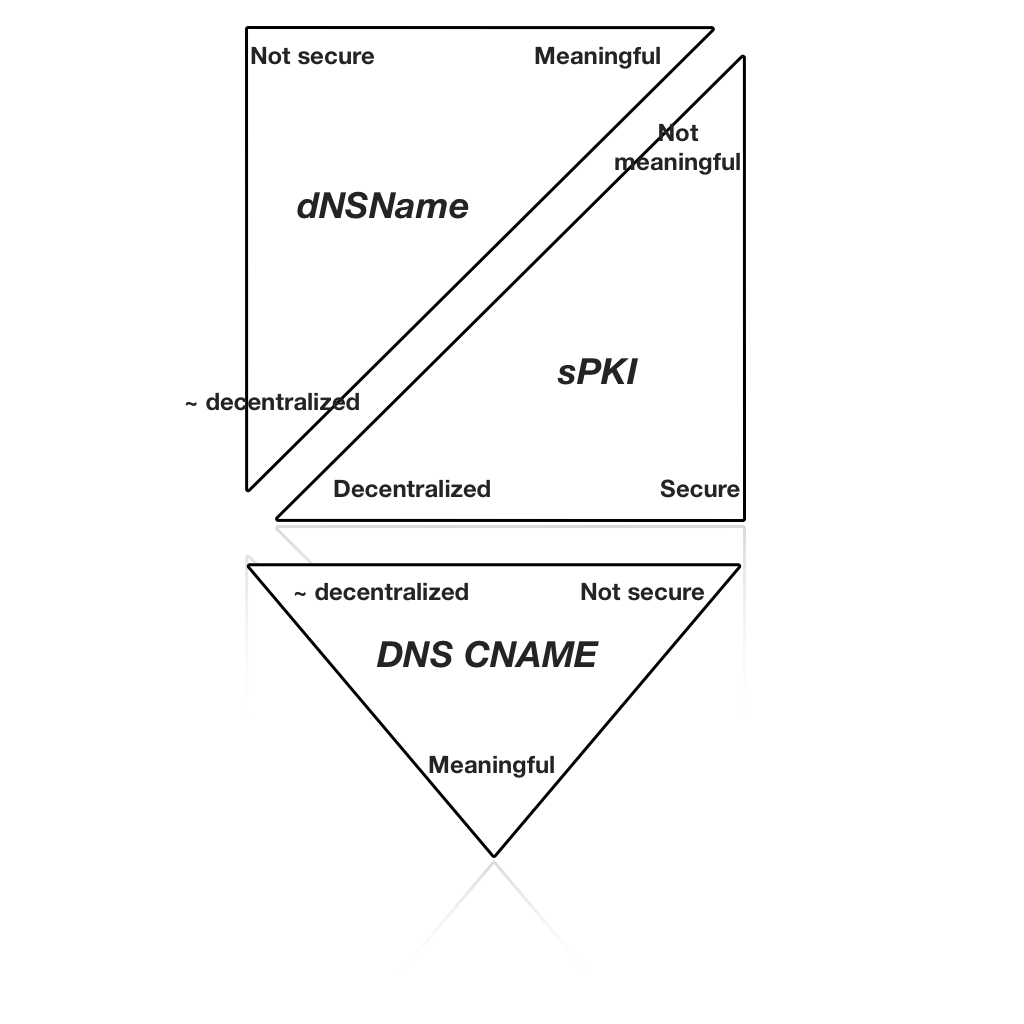 Not secure
Meaningful
Not
meaningful
dNSName
sPKI
~ decentralized
Decentralized
Secure
~ decentralized
Not secure
DNS CNAME
Meaningful